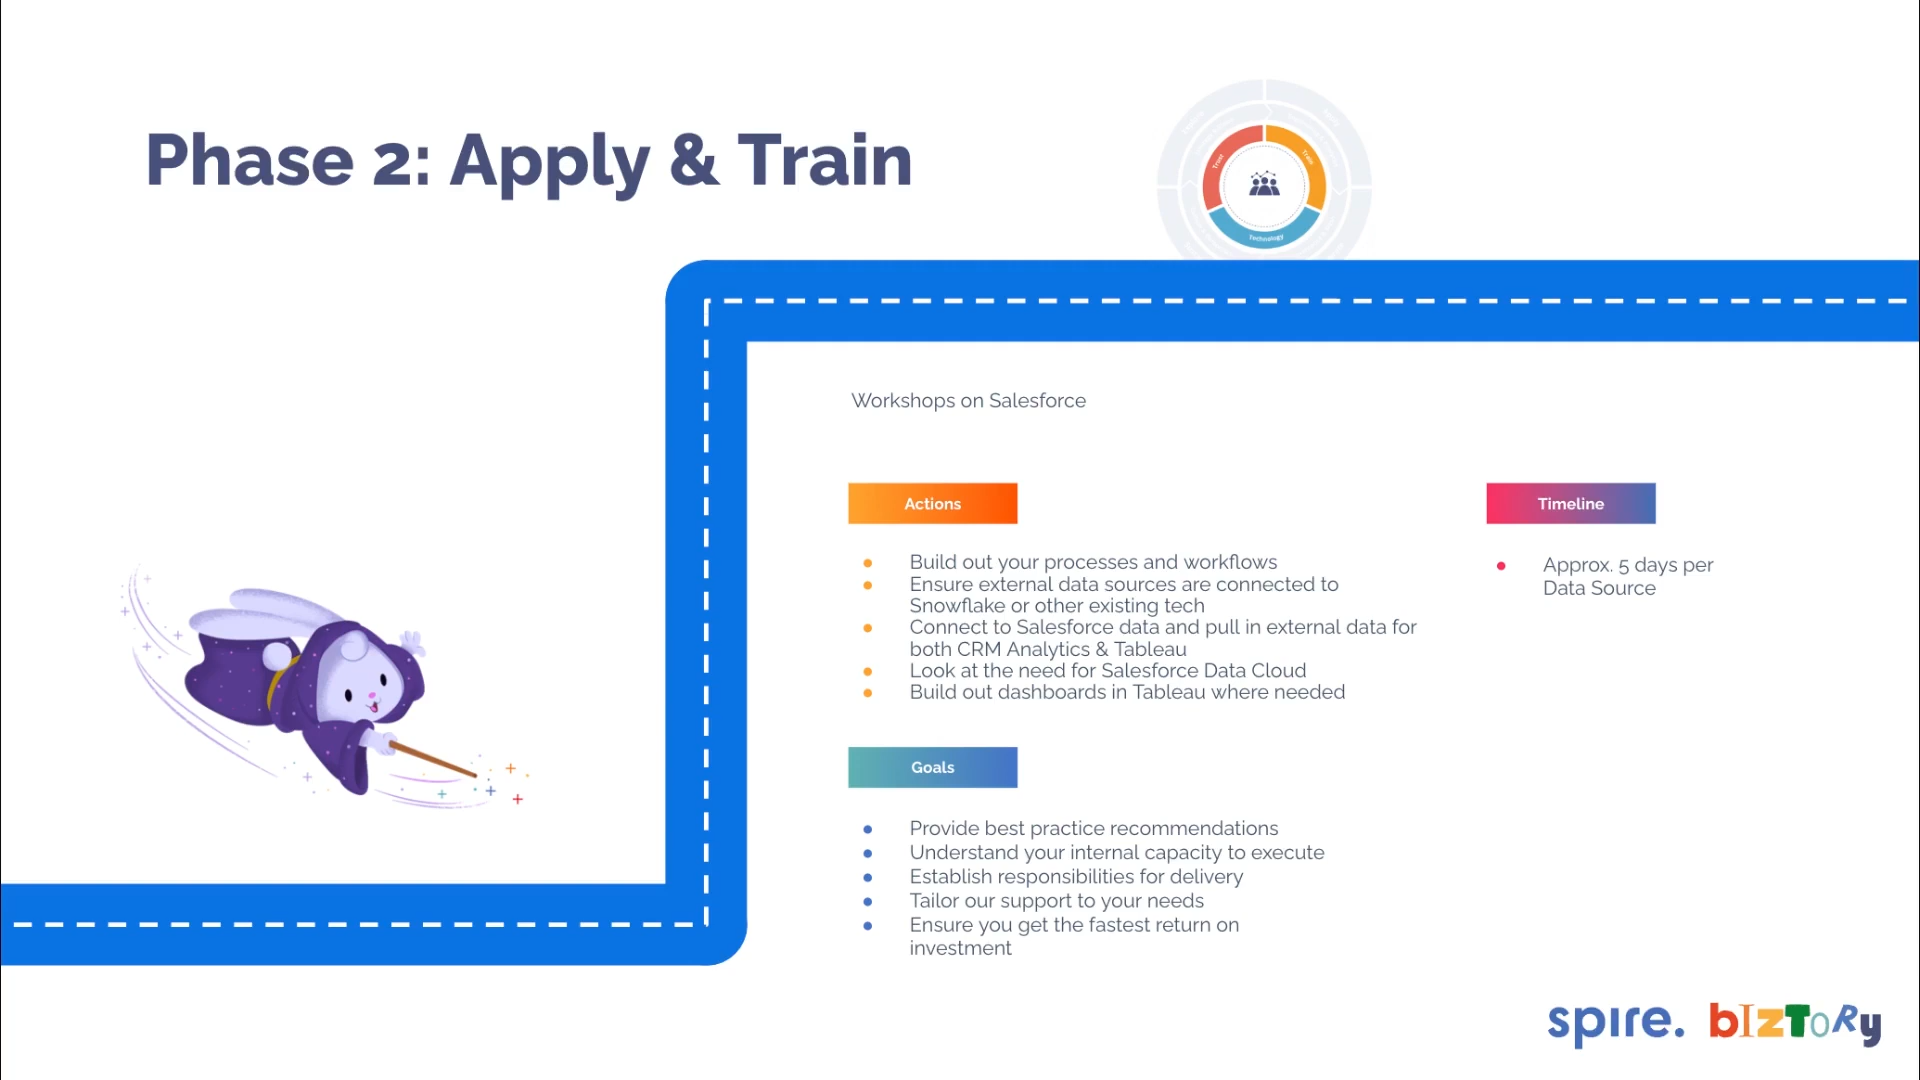 Phase 2: Apply & Train
Trust
Train
Technology
Workshops on Salesforce
Actions
Build out your processes and workflows
Ensure external data sources are connected to
Snowflake or other existing tech
Connect to Salesforce data and pull in external data for
both CRM Analytics & Tableau
Look at the need for Salesforce Data Cloud
Build out dashboards in Tableau where needed
Timeline
Approx. 5 days per
Data Source
Goals
Provide best practice recommendations
Understand your internal capacity to execute
Establish responsibilities for delivery
Tailor our support to your needs
Ensure you get the fastest return on
investment
spire. bIzToRy